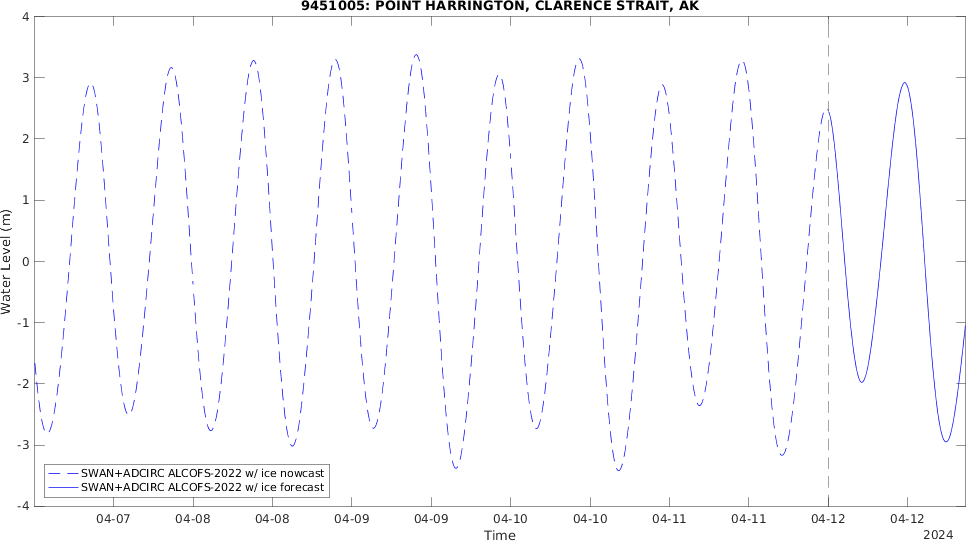 9451005: POINT HARRINGTON, CLARENCE STRAIT, AK
4
3
2
1
0
-1
-2
-3
-4
Water Level (m)
SWAN+ADCIRC ALCOFS-2022 w/ ice nowcast
SWAN+ADCIRC ALCOFS-2022 w/ ice forecast
04-07 04-08 04-08 04-09 04-09 04-10 04-10 04-11 04-11 04-12 04-12
Time
2024